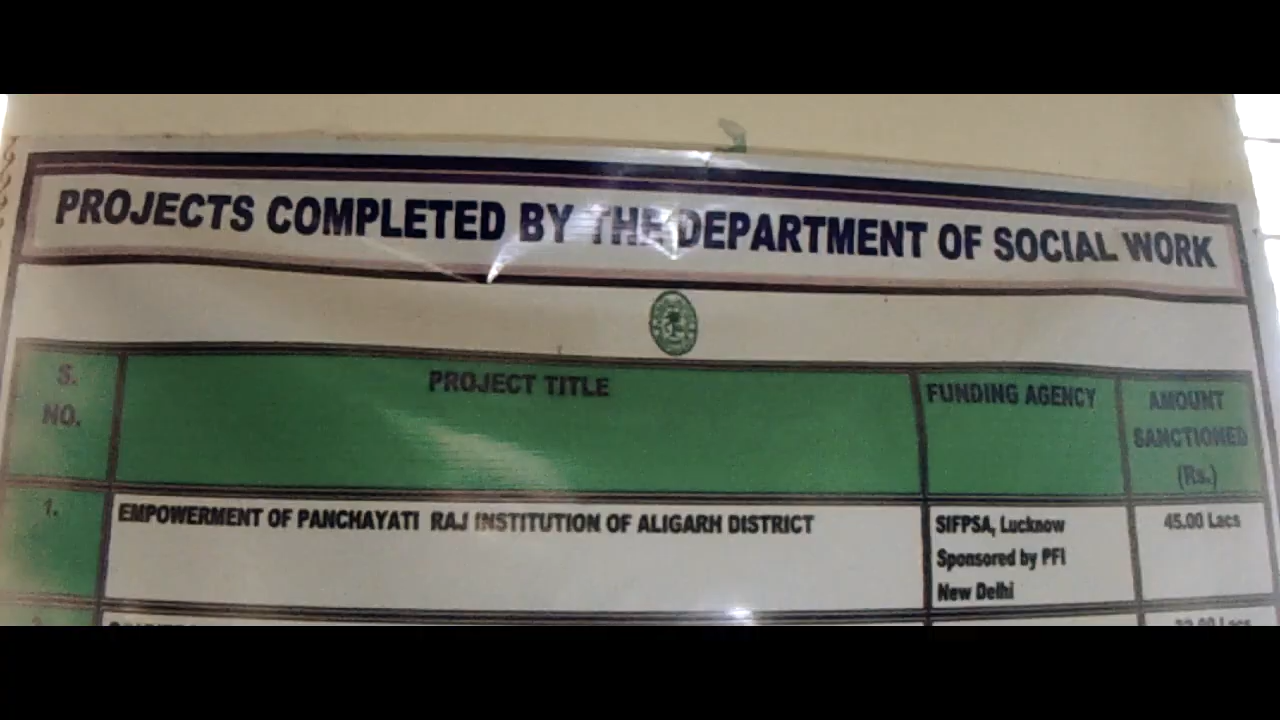 PROJECTS COMPLETED BY THE DEPARTMENT OF SOCIAL WORK
S. NO.
PROJECT TITLE
FUNDING AGENCY
AMOUNT SANCTIONED (Rs.)
1.
EMPOWERMENT OF PANCHAYATI RAJ INSTITUTION OF ALIGARH DISTRICT
SIFPSA, Lucknow
Sponsored by PFI
New Delhi
45.00 Lacs